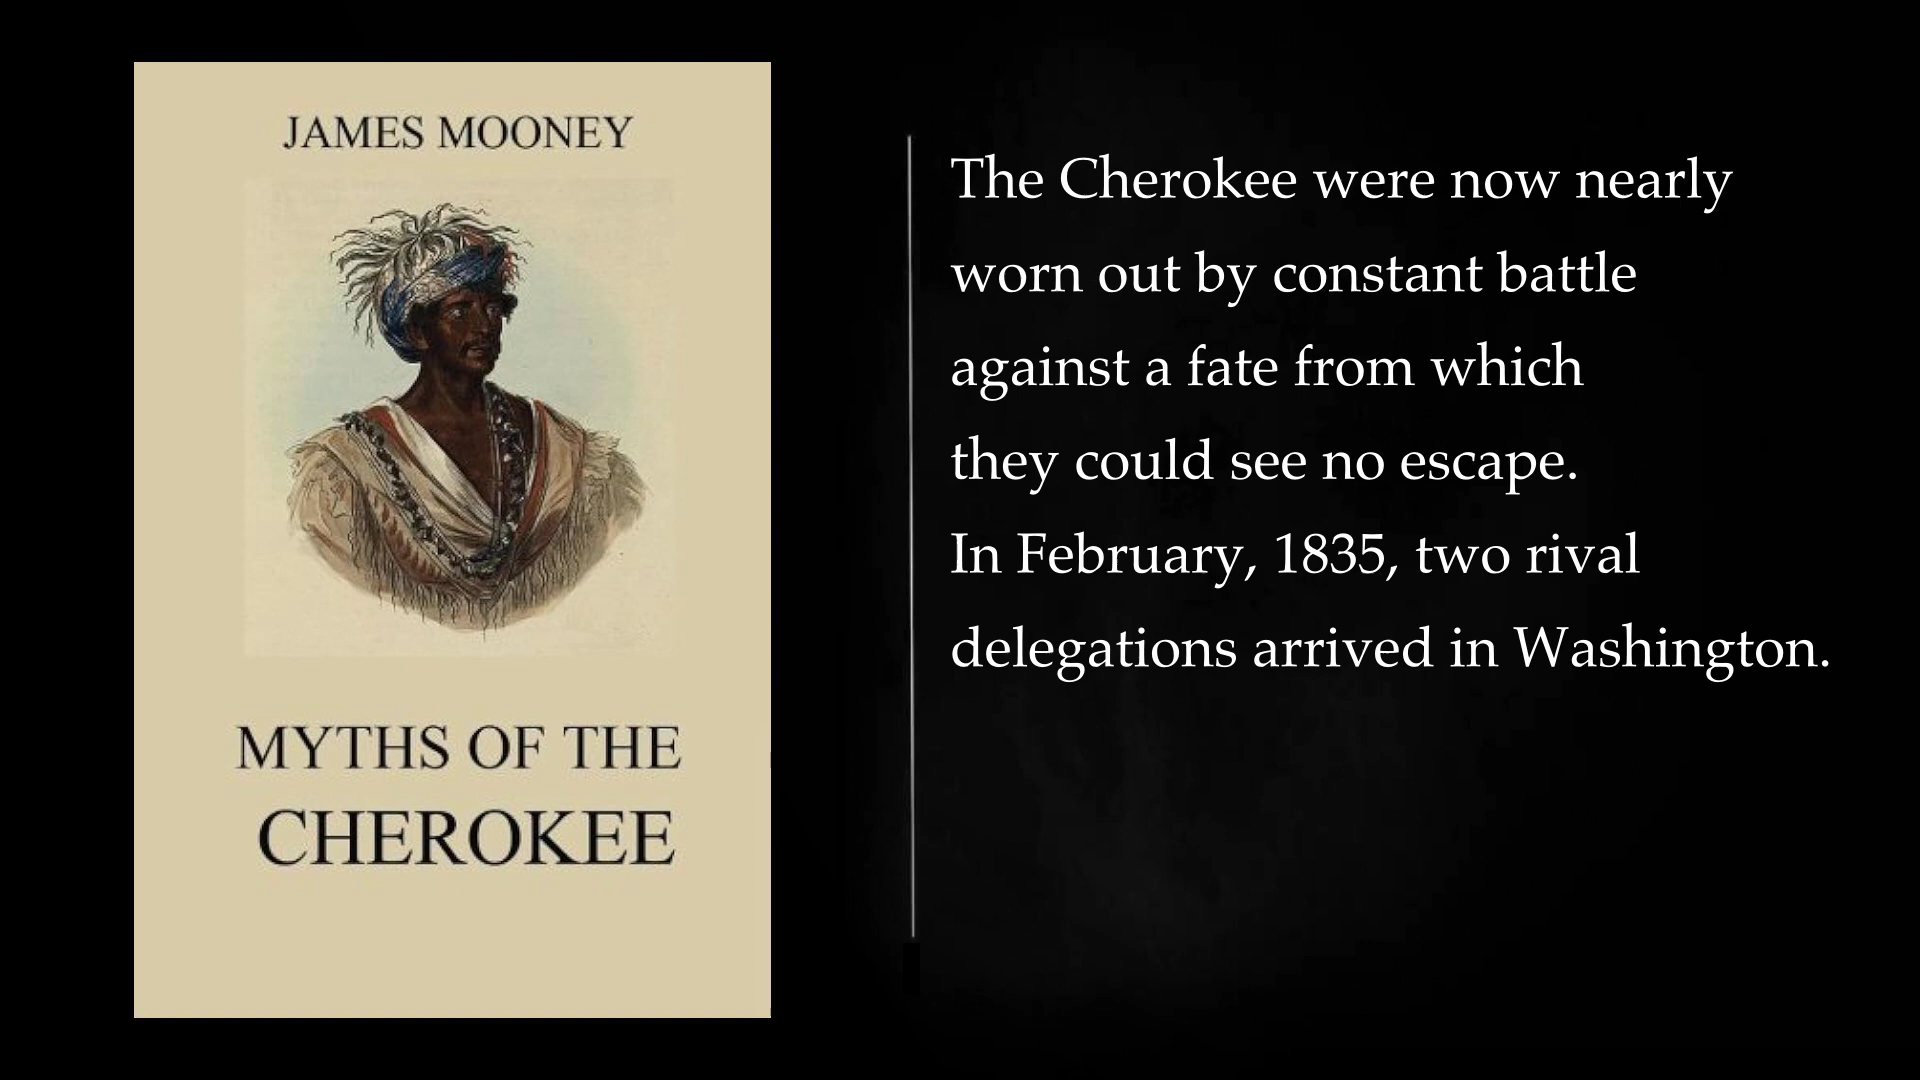 JAMES MOONEY
MYTHS OF THE
CHEROKEE
The Cherokee were now nearly
worn out by constant battle
against a fate from which
they could see no escape.
In February, 1835, two rival
delegations arrived in Washington.